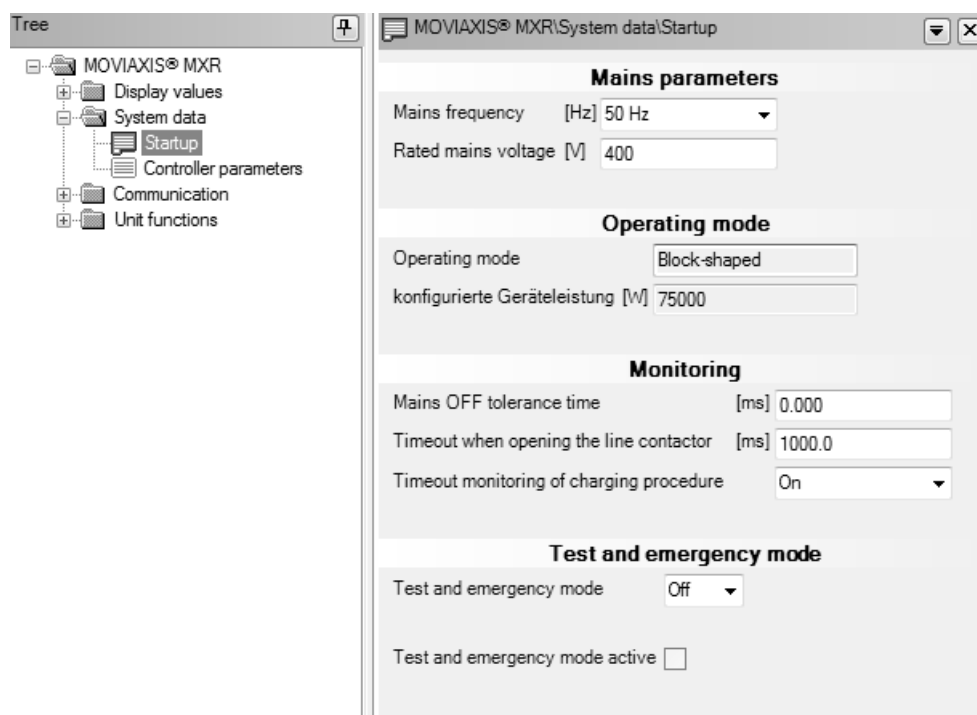 Tree
MOVIAXIS® MXR
Display values
System data
Startup
Controller parameters
Communication
Unit functions
MOVIAXIS® MXR\System data\Startup
Mains parameters
Mains frequency [Hz] 50 Hz
Rated mains voltage [V] 400
Operating mode
Operating mode Block-shaped
konfigurierte Geräteleistung [W] 75000
Monitoring
Mains OFF tolerance time [ms] 0.000
Timeout when opening the line contactor [ms] 1000.0
Timeout monitoring of charging procedure On
Test and emergency mode
Test and emergency mode Off
Test and emergency mode active